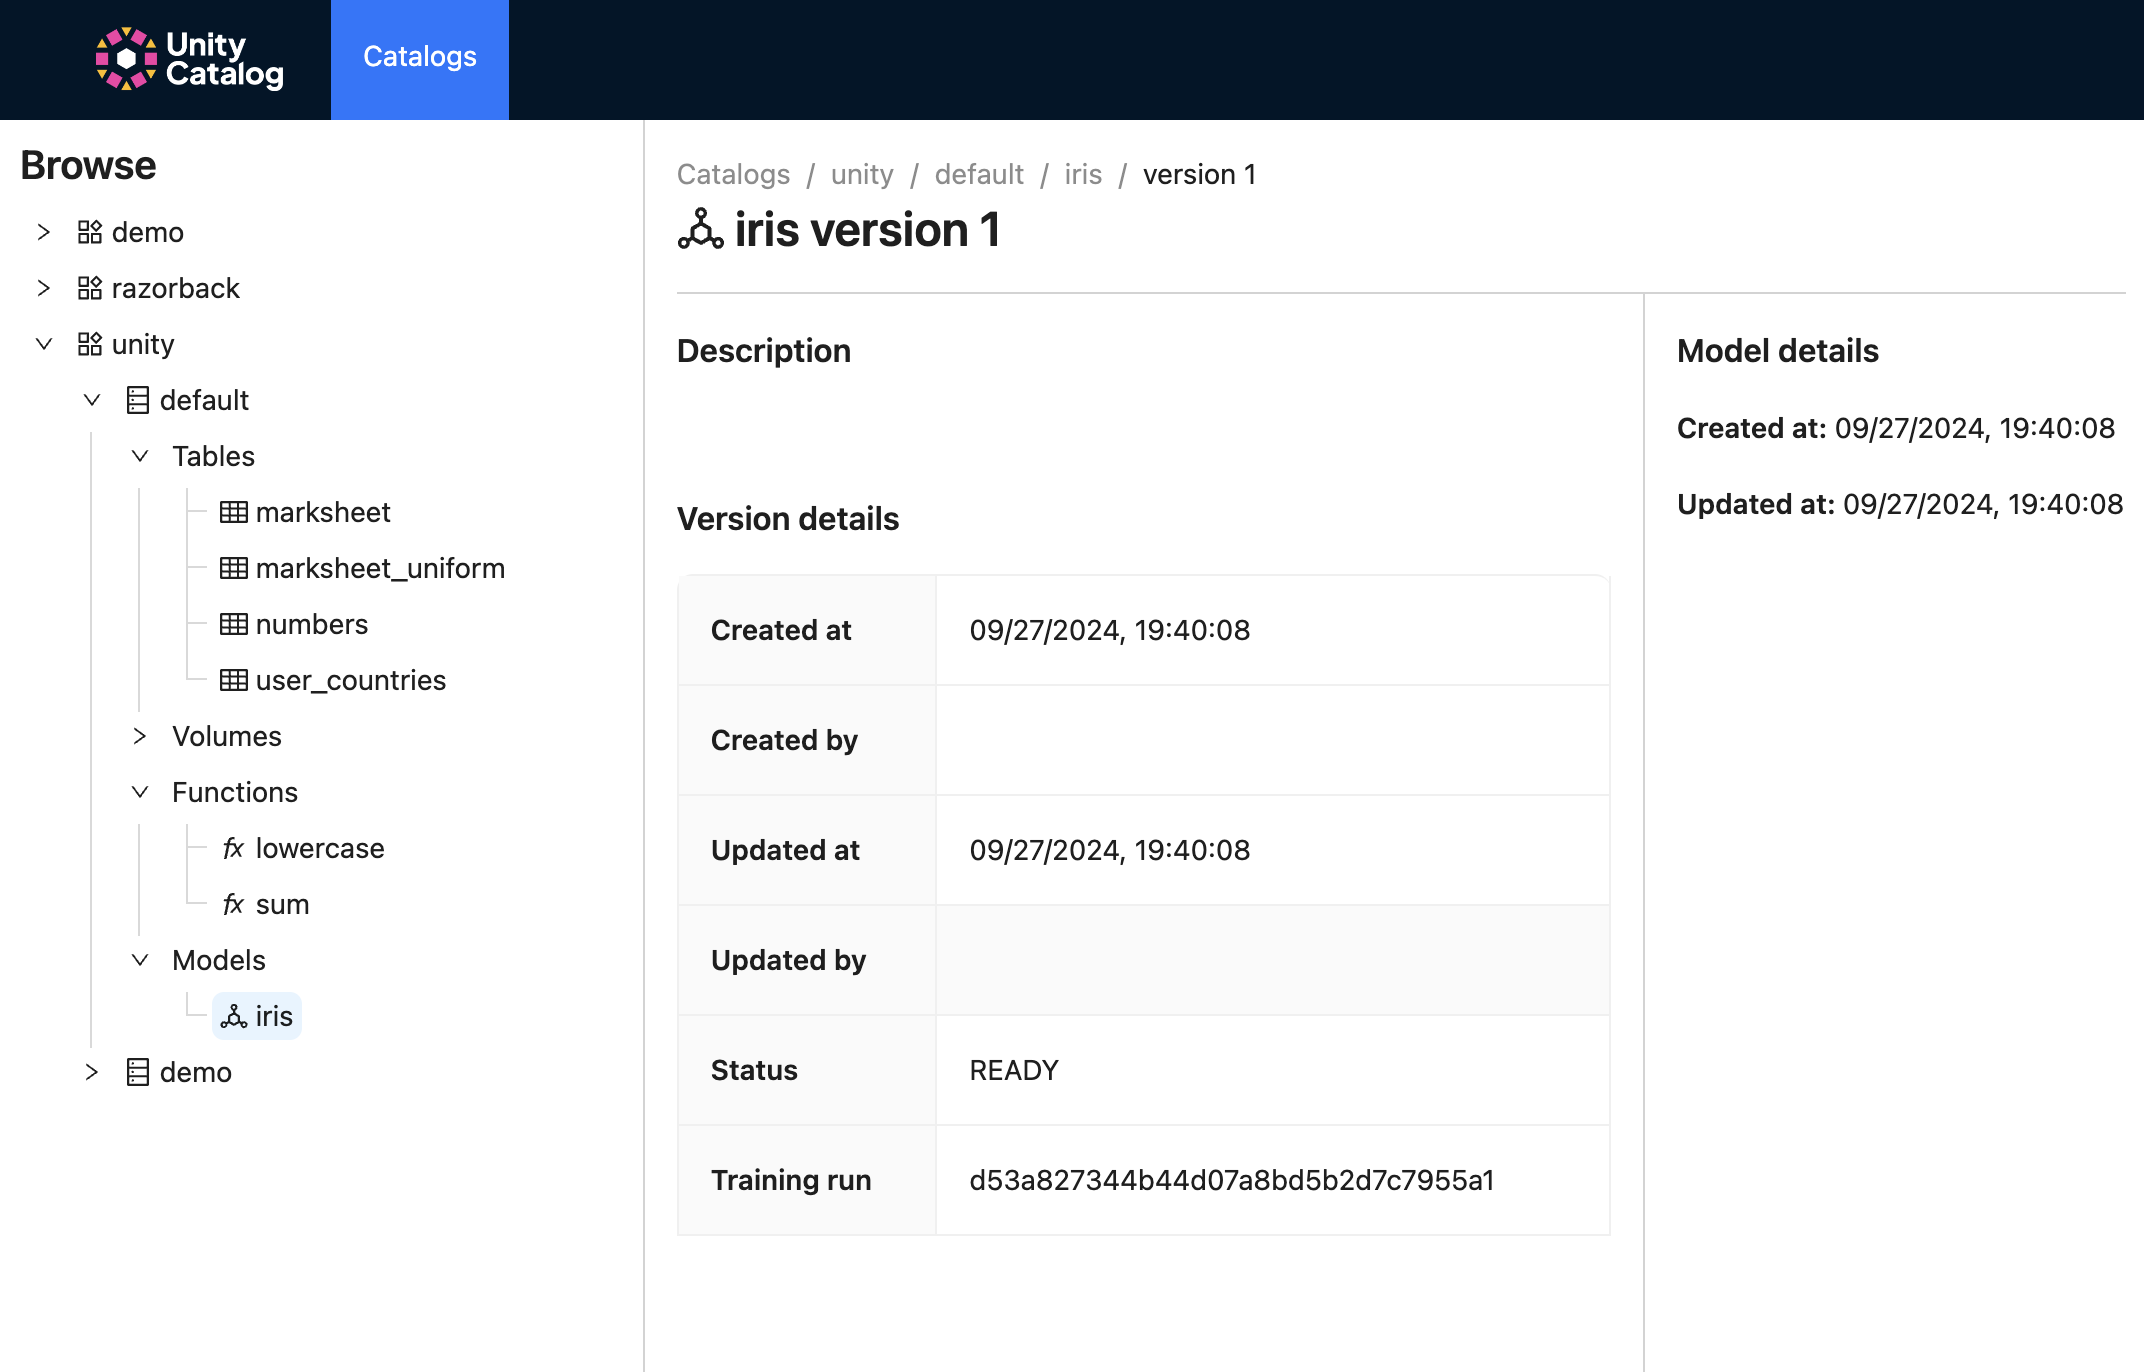 Unity
Catalog
Catalogs
Browse
demo
razorback
unity
default
Tables
marksheet
marksheet_uniform
numbers
user_countries
Volumes
Functions
fx lowercase
fx sum
Models
iris
demo
Catalogs / unity / default / iris / version 1
iris version 1
Description
Version details
Created at 09/27/2024, 19:40:08
Created by
Updated at 09/27/2024, 19:40:08
Updated by
Status READY
Training run d53a827344b44d07a8bd5b2d7c7955a1
Model details
Created at: 09/27/2024, 19:40:08
Updated at: 09/27/2024, 19:40:08